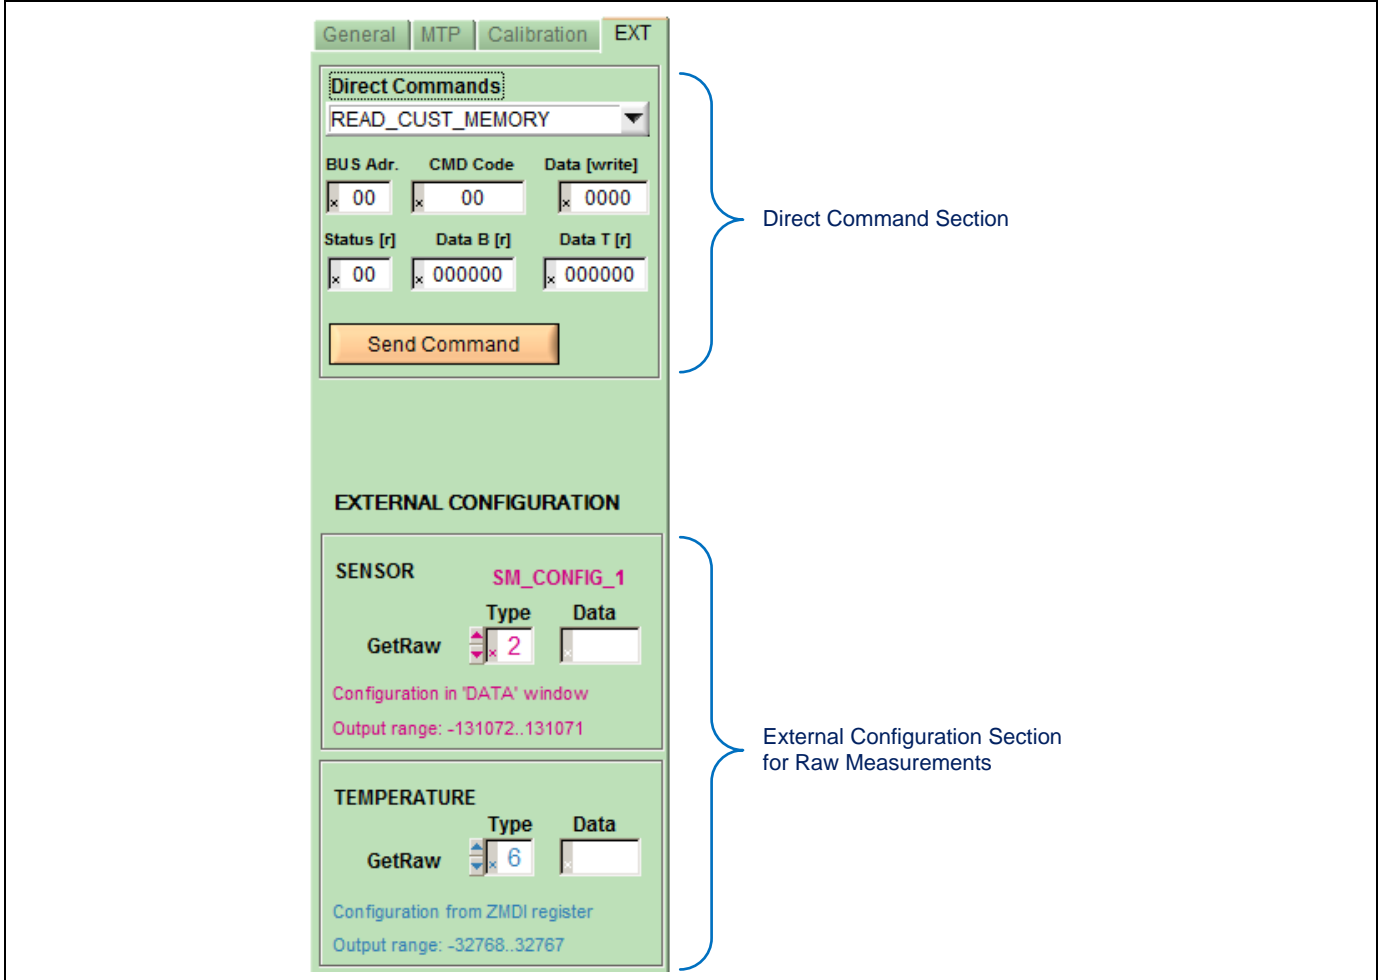 General MTP Calibration EXT
Direct Commands
READ_CUST_MEMORY
BUS Adr. CMD Code Data [write]
x 00 x 00 x 0000
Status [r] Data B [r] Data T [r]
x 00 x 000000 x 000000
Send Command
Direct Command Section
EXTERNAL CONFIGURATION
SENSOR SM_CONFIG_1
Type Data
GetRaw x 2 x
Configuration in 'DATA' window
Output range: -131072..131071
External Configuration Section
for Raw Measurements
TEMPERATURE
Type Data
GetRaw x 6 x
Configuration from ZMDI register
Output range: -32768..32767